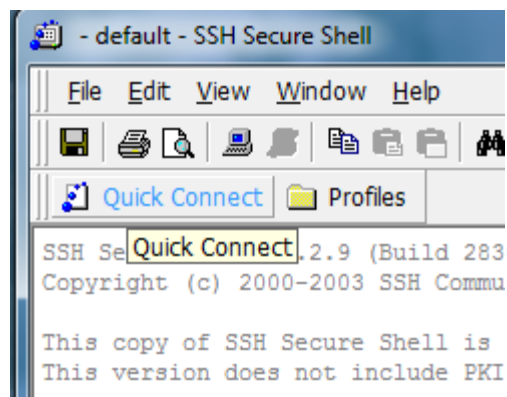 - default - SSH Secure Shell
File Edit View Window Help
Quick Connect Profiles
Quick Connect
SSH Se .2.9 (Build 283
Copyright (c) 2000-2003 SSH Commu
This copy of SSH Secure Shell is
This version does not include PKI